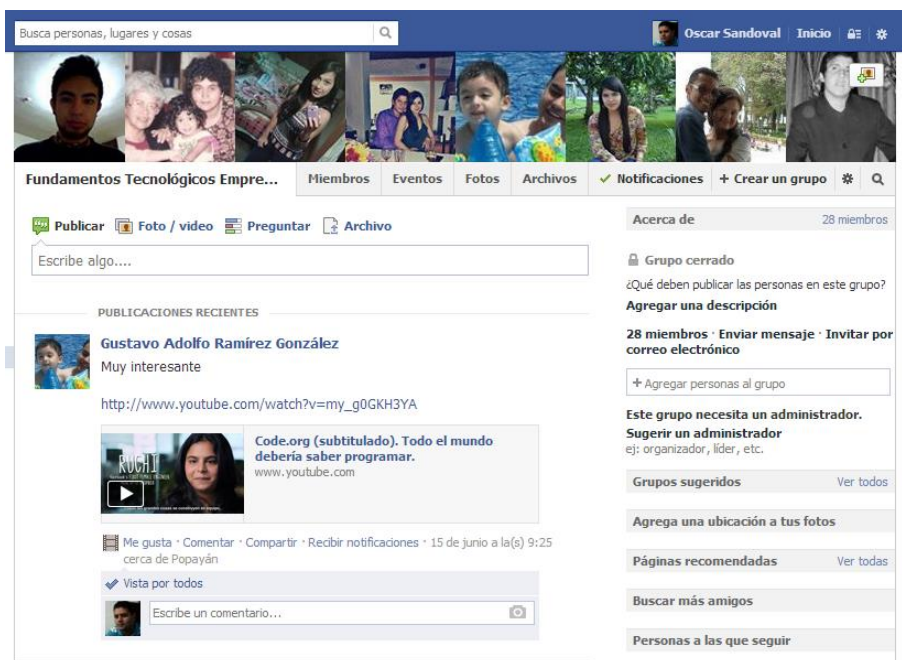 Busca personas, lugares y cosas
Oscar Sandoval Inicio
Fundamentos Tecnológicos Empre... Miembros Eventos Fotos Archivos Notificaciones + Crear un grupo
Publicar Foto / video Preguntar Archivo
Escribe algo....
PUBLICACIONES RECIENTES
Gustavo Adolfo Ramírez González
Muy interesante
http://www.youtube.com/watch?v=my_g0GKH3YA
RUCHI
Code.org (subtitulado). Todo el mundo
debería saber programar.
www.youtube.com
Me gusta · Comentar · Compartir · Recibir notificaciones · 15 de junio a la(s) 9:25
cerca de Popayán
Vista por todos
Escribe un comentario...
Acerca de 28 miembros
Grupo cerrado
¿Qué deben publicar las personas en este grupo?
Agregar una descripción
28 miembros · Enviar mensaje · Invitar por
correo electrónico
+ Agregar personas al grupo
Este grupo necesita un administrador.
Sugerir un administrador
ej: organizador, líder, etc.
Grupos sugeridos Ver todos
Agrega una ubicación a tus fotos
Páginas recomendadas Ver todas
Buscar más amigos
Personas a las que seguir